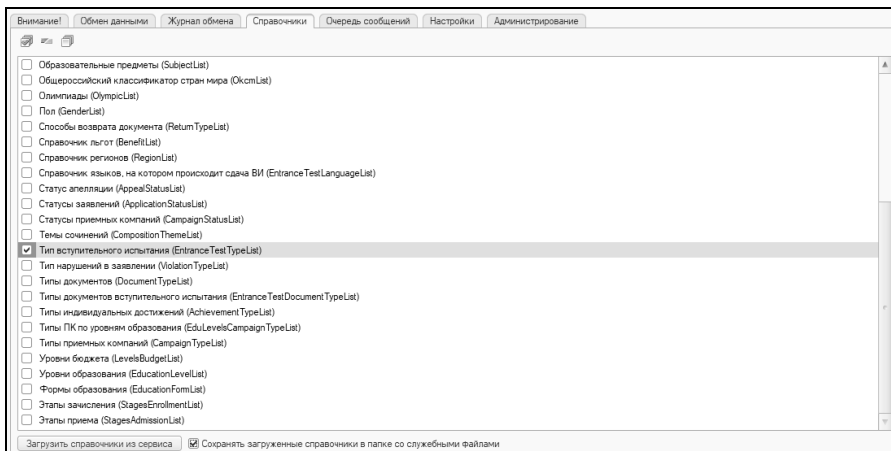 Внимание! Обмен данными Журнал обмена Справочники Очередь сообщений Настройки Администрирование
Образовательные предметы (SubjectList)
Общероссийский классификатор стран мира (OkcmList)
Олимпиады (OlympicList)
Пол (GenderList)
Способы возврата документа (ReturnTypeList)
Справочник льгот (BenefitList)
Справочник регионов (RegionList)
Справочник языков, на котором происходит сдача ВИ (EntranceTestLanguageList)
Статус апелляции (AppealStatusList)
Статусы заявлений (ApplicationStatusList)
Статусы приемных компаний (CampaignStatusList)
Темы сочинений (CompositionThemeList)
Тип вступительного испытания (EntranceTestTypeList)
Тип нарушений в заявлении (ViolationTypeList)
Типы документов (DocumentTypeList)
Типы документов вступительного испытания (EntranceTestDocumentTypeList)
Типы индивидуальных достижений (AchievementTypeList)
Типы ПК по уровням образования (EduLevelsCampaignTypeList)
Типы приемных компаний (CampaignTypeList)
Уровни бюджета (LevelsBudgetList)
Уровни образования (EducationLevelList)
Формы образования (EducationFormList)
Этапы зачисления (StagesEnrollmentList)
Этапы приема (StagesAdmissionList)
Загрузить справочники из сервиса Сохранять загруженные справочники в папке со служебными файлами